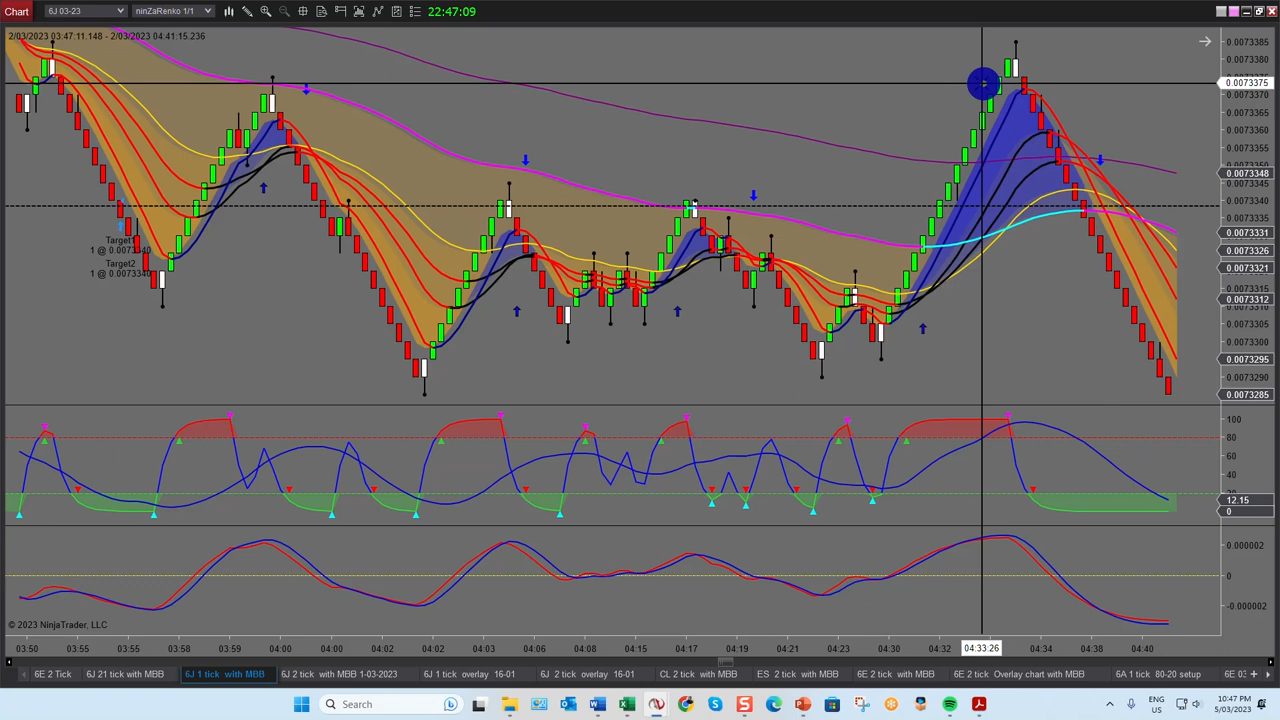 Chart 6J 03-23 ninZaRenko 1/1 22:47:09
2/03/2023 03:47:11.148 - 2/03/2023 04:41:15.236
0.0073385
0.0073380
0.0073375
0.0073370
0.0073365
0.0073360
0.0073355
0.0073350
0.0073348
0.0073345
0.0073340
0.0073335
0.0073331
0.0073326
0.0073321
0.0073315
0.0073312
0.0073305
0.0073300
0.0073295
0.0073290
0.0073285
Target1
1 @ 0.0073340
Target2
1 @ 0.0073340
100
80
60
40
12.15
0
0.000002
0
-0.000002
© 2023 NinjaTrader, LLC
03:50 03:55 03:55 03:58 03:58 04:00 04:00 04:02 04:02 04:03 04:06 04:08 04:15 04:17 04:19 04:21 04:30 04:32 04:33:26 04:34 04:38 04:40
6E 2 Tick 6J 21 tick with MBB 6J 1 tick with MBB 6J 2 tick with MBB 1-03-2023 6J 1 tick overlay 16-01 6J 2 tick overlay 16-01 CL 2 tick with MBB ES 2 tick with MBB 6E 2 tick with MBB 6E 2 tick Overlay chart with MBB 6A 1 tick 80-20 setup 6E 03
Search
ENG
US
10:47 PM
5/03/2023